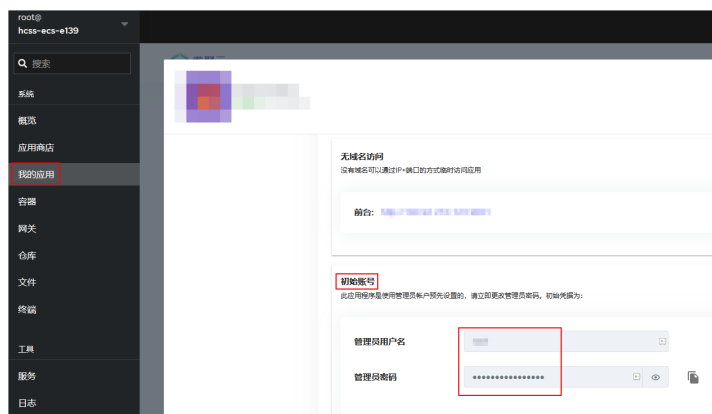 root@
hcss-ecs-e139
搜索
系统
概览
应用商店
我的应用
容器
网关
仓库
文件
终端
工具
服务
日志
无域名访问
没有域名可以通过IP+端口的方式临时访问应用
前台:
初始账号
此应用程序是使用管理员帐户预先设置的，请立即更改管理员密码。初始凭据为:
管理员用户名
管理员密码
••••••••••••••••